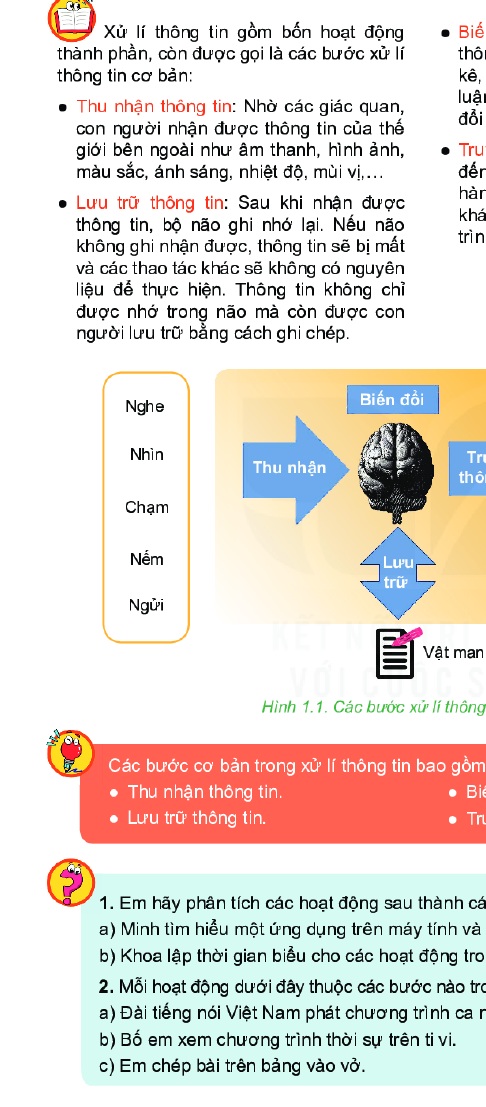 Xử lí thông tin gồm bốn hoạt động
thành phần, còn được gọi là các bước xử lí
thông tin cơ bản:
Thu nhận thông tin: Nhờ các giác quan,
con người nhận được thông tin của thế
giới bên ngoài như âm thanh, hình ảnh,
màu sắc, ánh sáng, nhiệt độ, mùi vị,...
Lưu trữ thông tin: Sau khi nhận được
thông tin, bộ não ghi nhớ lại. Nếu não
không ghi nhận được, thông tin sẽ bị mất
và các thao tác khác sẽ không có nguyên
liệu để thực hiện. Thông tin không chỉ
được nhớ trong não mà còn được con
người lưu trữ bằng cách ghi chép.
kê,
đổi
Nghe
Nhìn
Chạm
Nếm
Ngửi
Thu nhận
Biến đổi
Lưu
trữ
Vật man
Hình 1.1. Các bước xử lí thông
Các bước cơ bản trong xử lí thông tin bao gồm
Thu nhận thông tin.
Lưu trữ thông tin.
1. Em hãy phân tích các hoạt động sau thành cá
a) Minh tìm hiểu một ứng dụng trên máy tính và
b) Khoa lập thời gian biểu cho các hoạt động tro
2. Mỗi hoạt động dưới đây thuộc các bước nào tro
a) Đài tiếng nói Việt Nam phát chương trình ca
b) Bố em xem chương trình thời sự trên ti vi.
c) Em chép bài trên bảng vào vở.